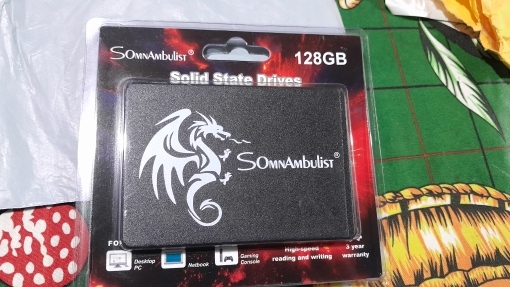 SOmnAmbulist®
128GB
Solid State Drives
SOmnAmbulist®
Desktop PC
Netbook
Gaming Console
High-speed
reading and writing
3 year
warranty